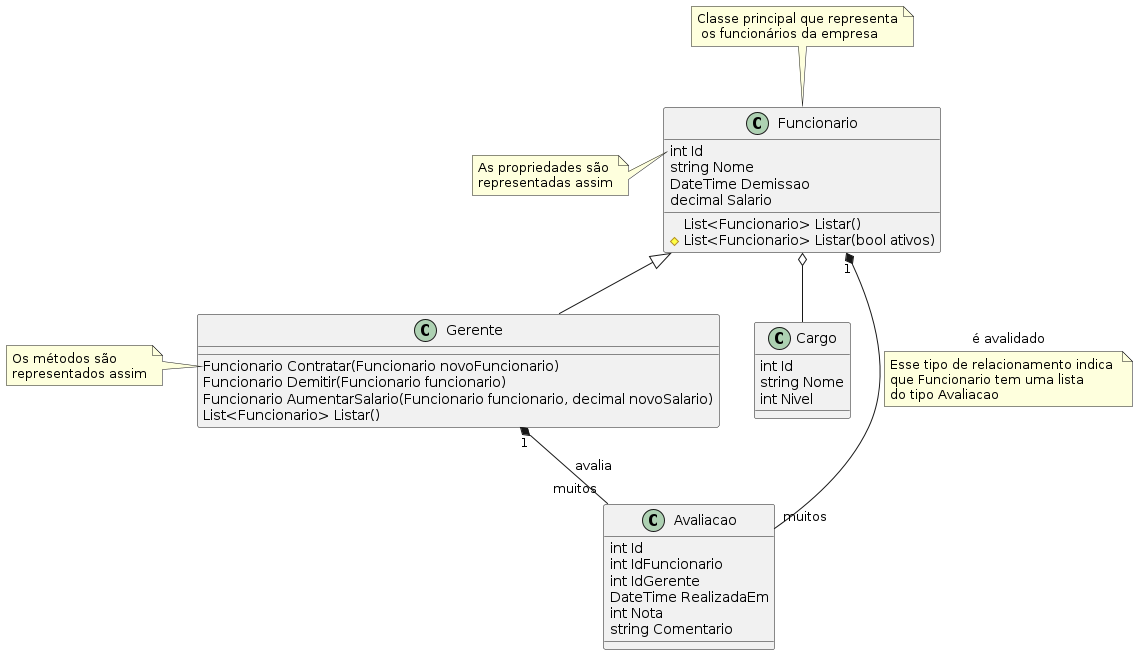 Classe principal que representa
os funcionários da empresa
C Funcionario
int Id
string Nome
DateTime Demissao
decimal Salario
List<Funcionario> Listar()
List<Funcionario> Listar(bool ativos)
As propriedades são
representadas assim
1
C Gerente
Funcionario Contratar(Funcionario novoFuncionario)
Funcionario Demitir(Funcionario funcionario)
Funcionario AumentarSalario(Funcionario funcionario, decimal novoSalario)
List<Funcionario> Listar()
Os métodos são
representados assim
C Cargo
int Id
string Nome
int Nivel
é avalidado
Esse tipo de relacionamento indica
que Funcionario tem uma lista
do tipo Avaliacao
1
avalia
muitos
muitos
C Avaliacao
int Id
int IdFuncionario
int IdGerente
DateTime RealizadaEm
int Nota
string Comentario